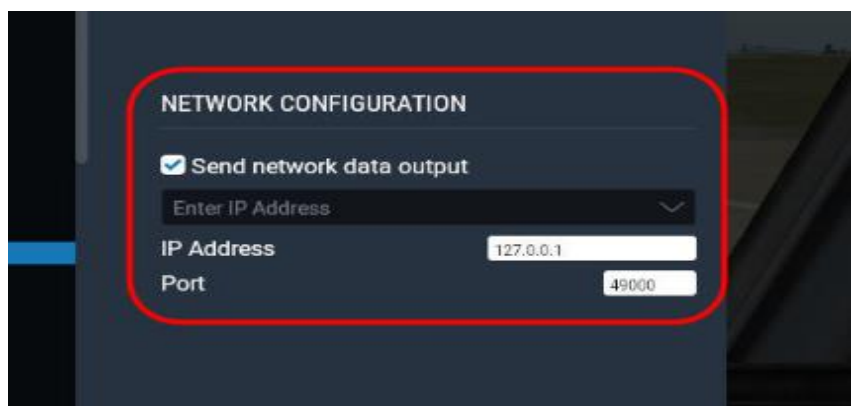 NETWORK CONFIGURATION
Send network data output
Enter IP Address
IP Address 127.0.0.1
Port 49000